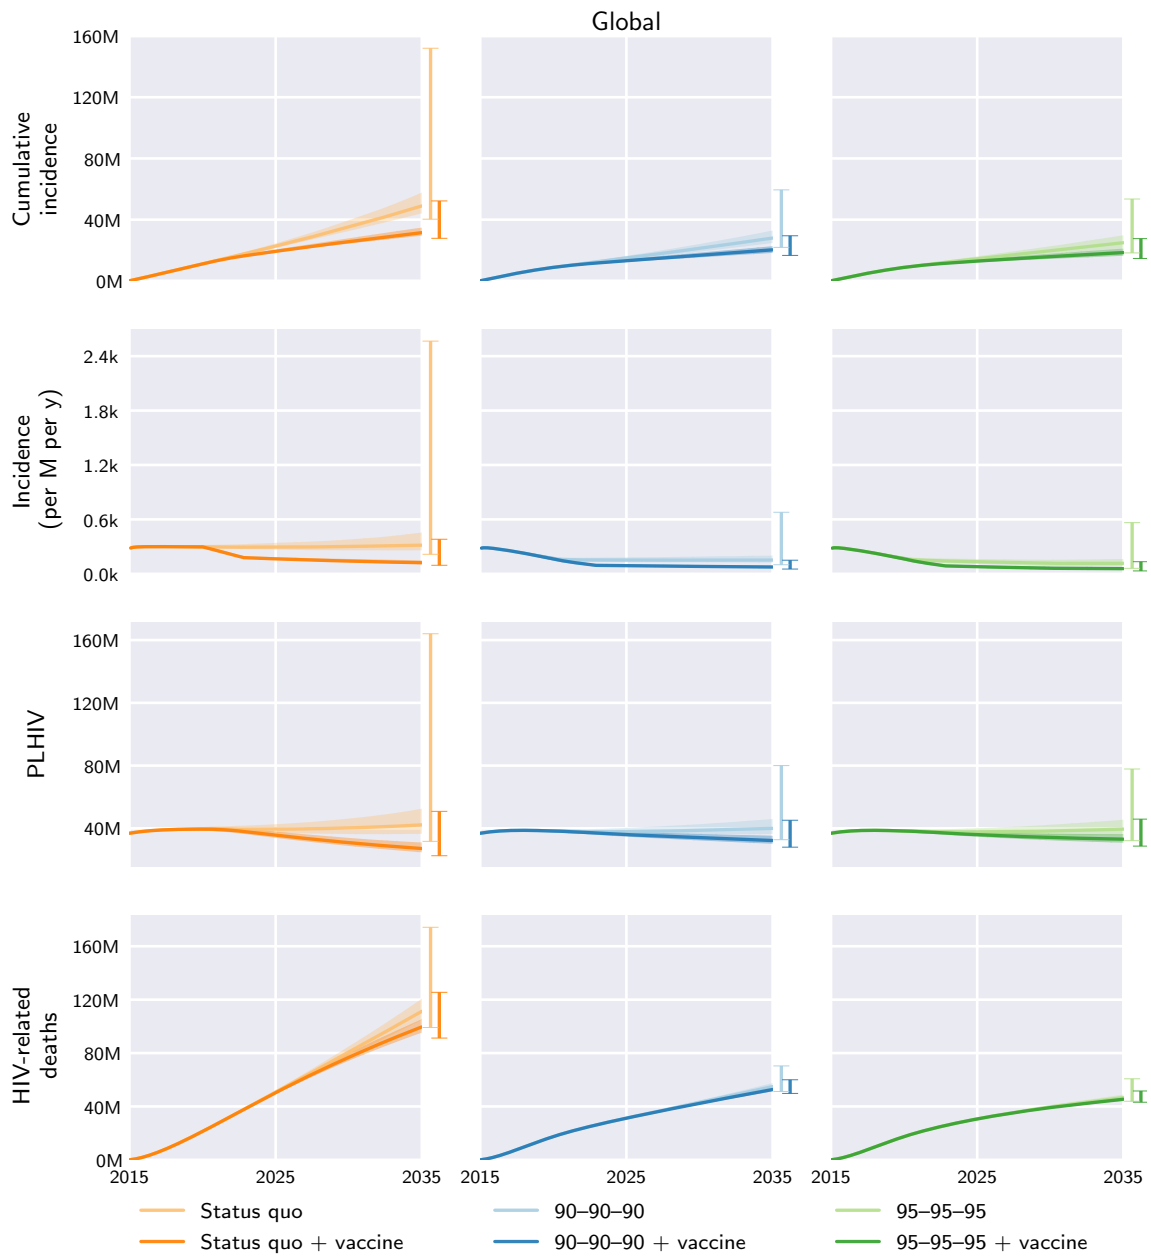 Global
160M
120M
80M
40M
0M
Cumulative
incidence
2.4k
1.8k
1.2k
0.6k
0.0k
Incidence
(per M per y)
160M
120M
80M
40M
PLHIV
160M
120M
80M
40M
0M
HIV-related
deaths
2015 2025 2035 2015 2025 2035 2015 2025 2035
Status quo 90–90–90 95–95–95
Status quo + vaccine 90–90–90 + vaccine 95–95–95 + vaccine